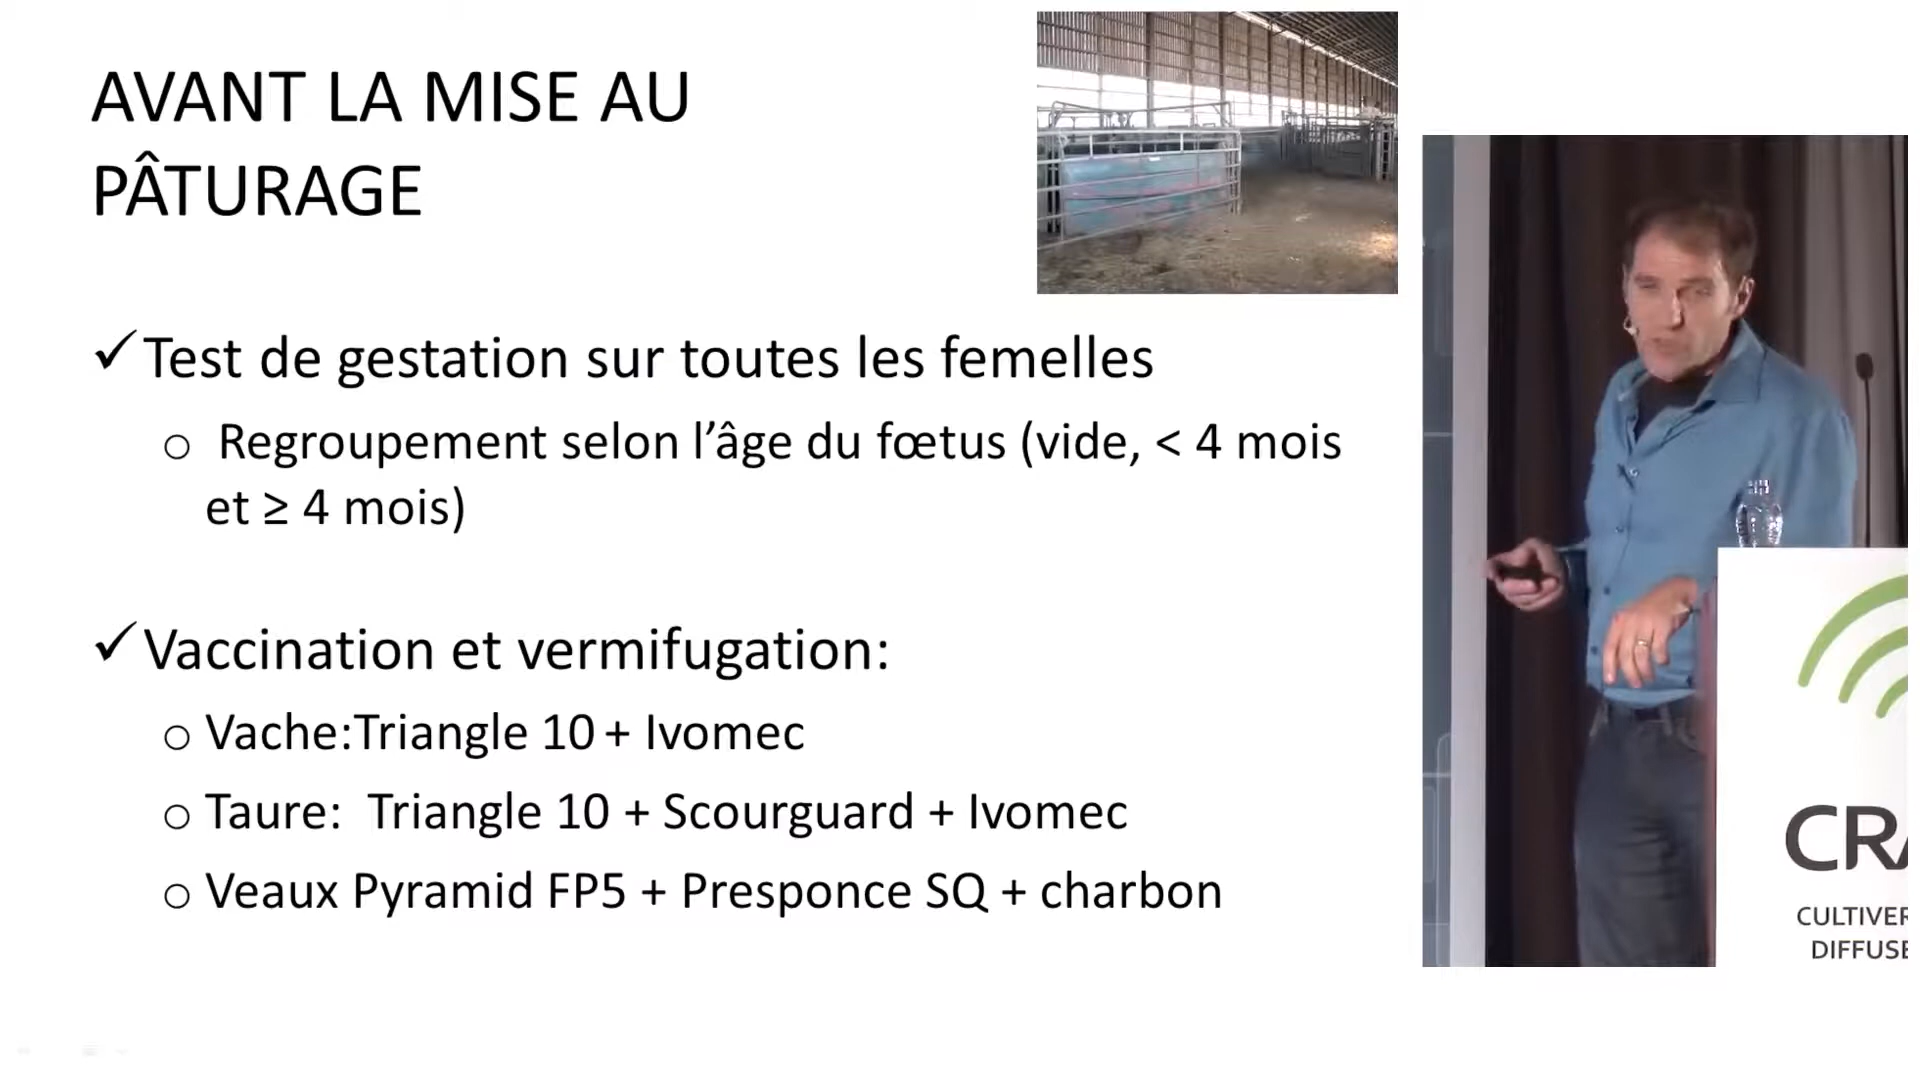 AVANT LA MISE AU
PÂTURAGE
✓Test de gestation sur toutes les femelles
o Regroupement selon l’âge du fœtus (vide, < 4 mois
et ≥ 4 mois)
✓Vaccination et vermifugation:
o Vache:Triangle 10 + Ivomec
o Taure: Triangle 10 + Scourguard + Ivomec
o Veaux Pyramid FP5 + Presponce SQ + charbon
CRA
CULTIVER
DIFFUSE